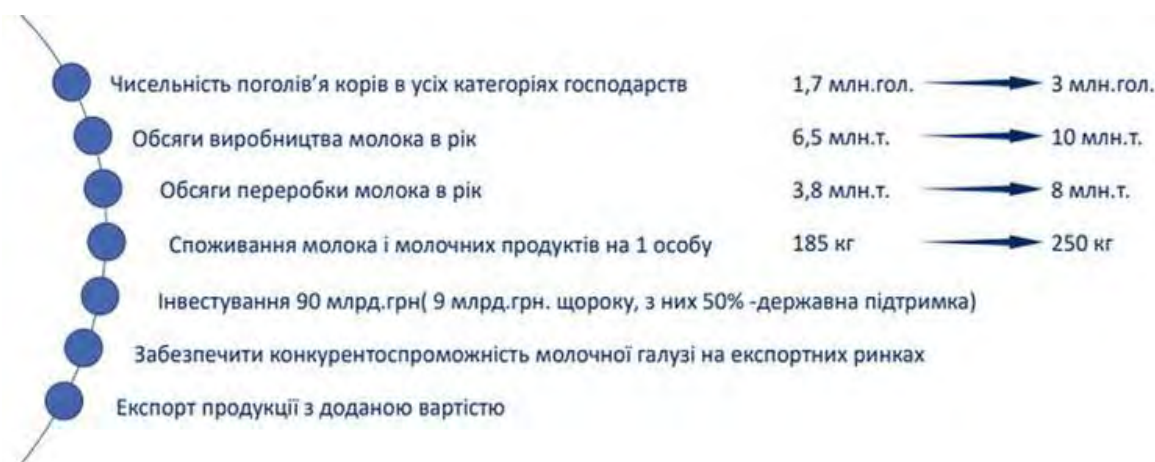 Чисельність поголів’я корів в усіх категоріях господарств 1,7 млн.гол. 3 млн.гол.
Обсяги виробництва молока в рік 6,5 млн.т. 10 млн.т.
Обсяги переробки молока в рік 3,8 млн.т. 8 млн.т.
Споживання молока і молочних продуктів на 1 особу 185 кг 250 кг
Інвестування 90 млрд.грн( 9 млрд.грн. щороку, з них 50% -державна підтримка)
Забезпечити конкурентоспроможність молочної галузі на експортних ринках
Експорт продукції з доданою вартістю